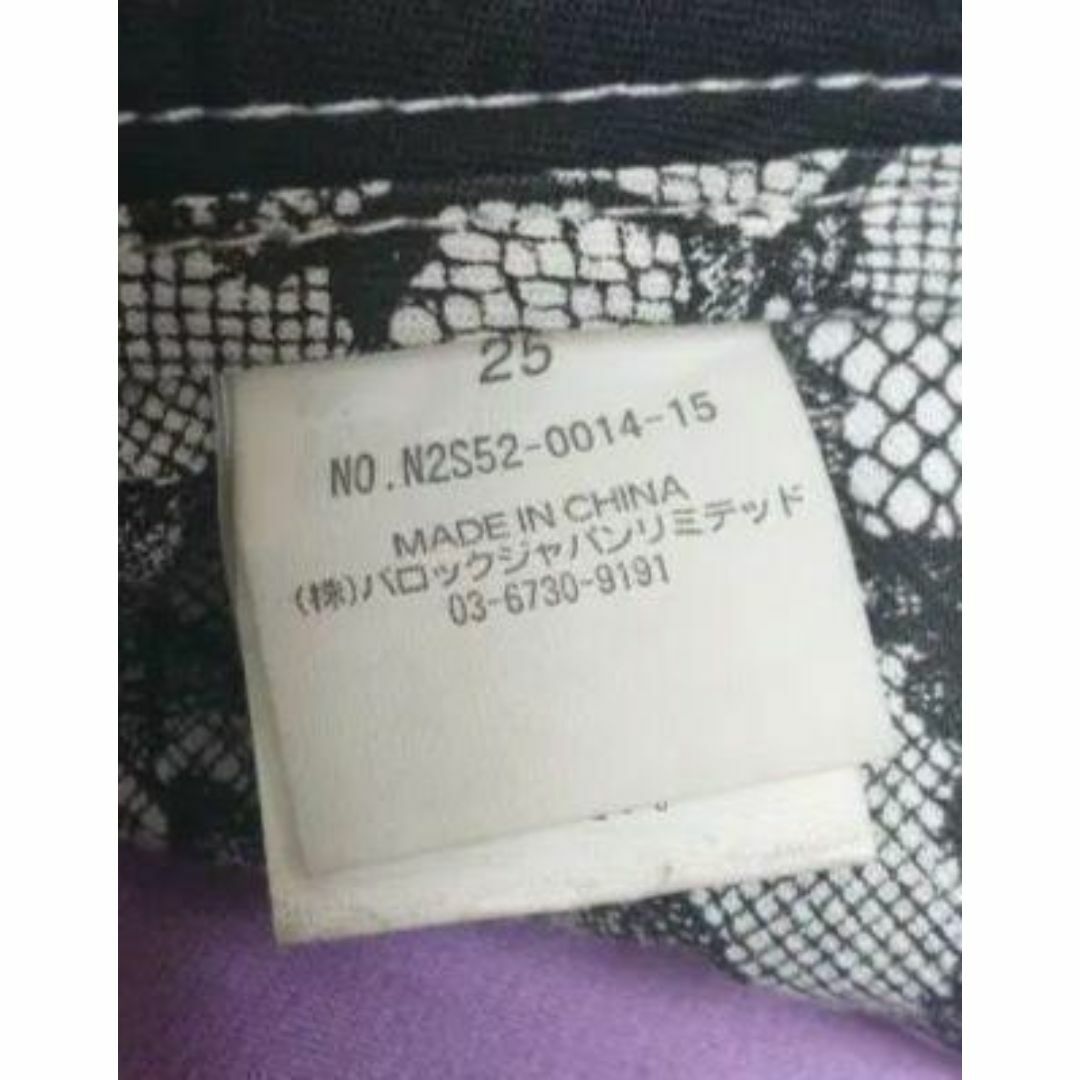 25
NO.N2S52-0014-15
MADE IN CHINA
(株)バロックジャパンリミテッド
03-6730-9191